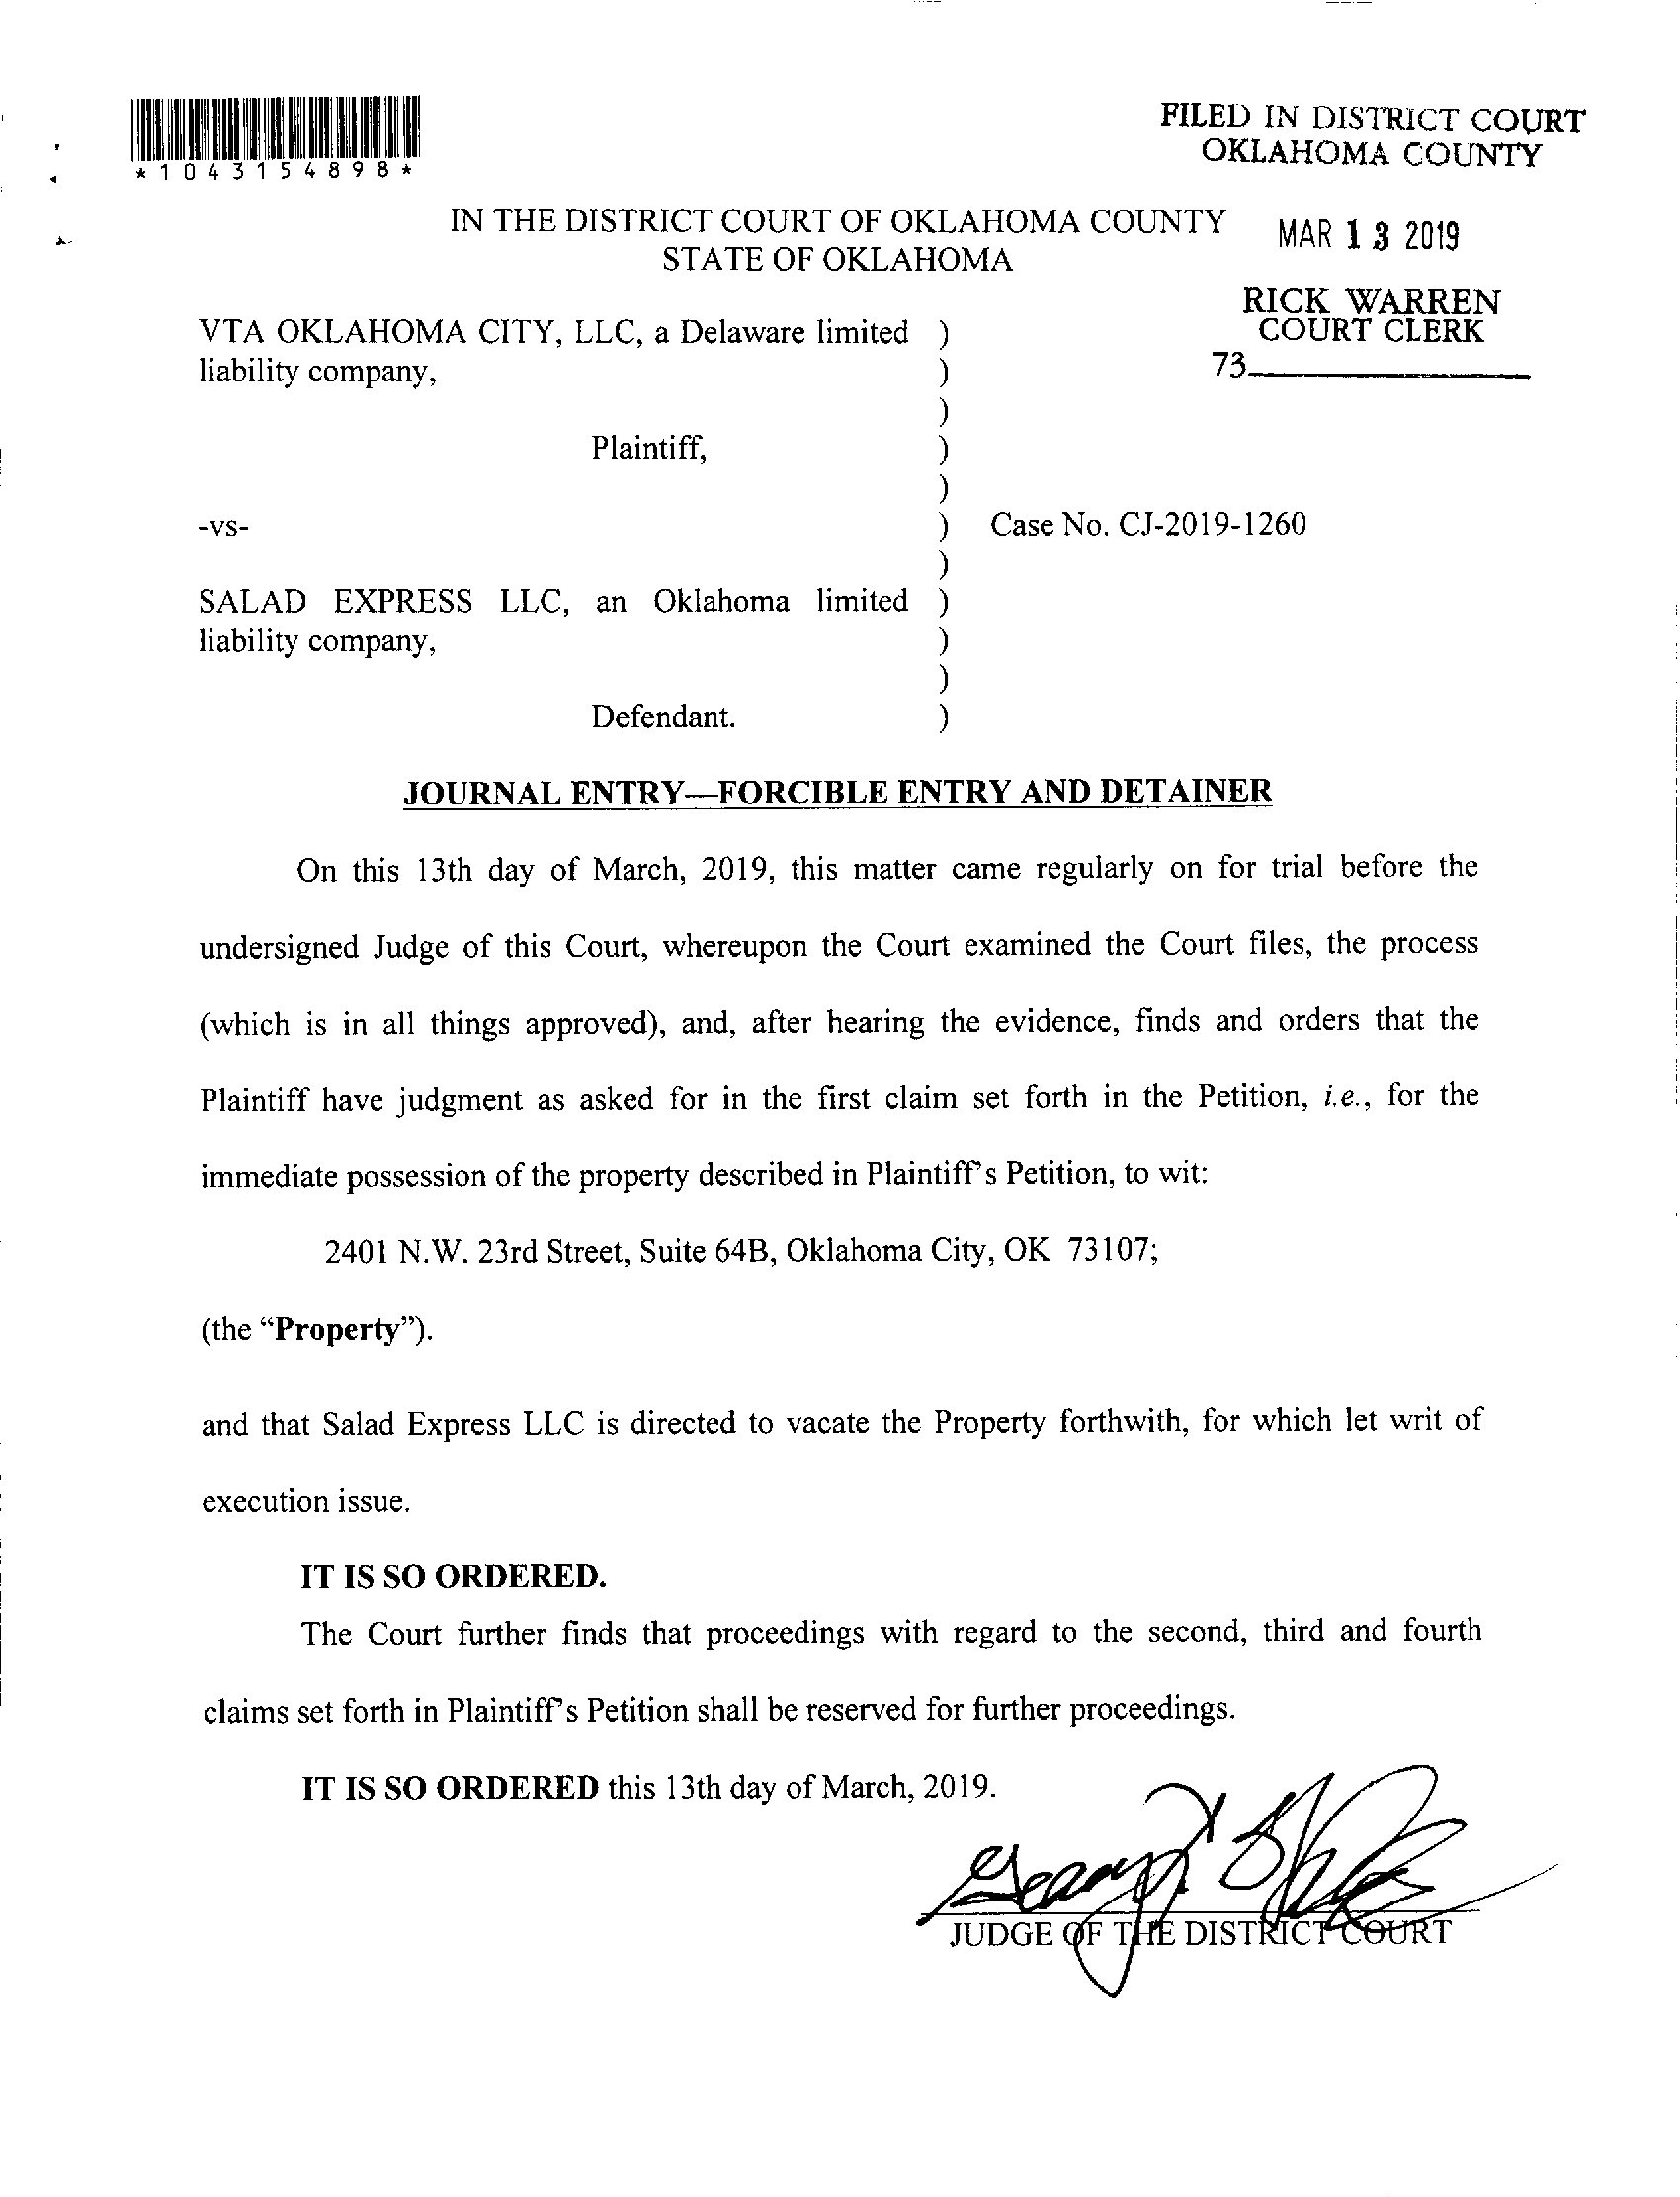 *1043154898*
FILED IN DISTRICT COURT
OKLAHOMA COUNTY
MAR 13 2019
RICK WARREN
COURT CLERK
73
IN THE DISTRICT COURT OF OKLAHOMA COUNTY
STATE OF OKLAHOMA
VTA OKLAHOMA CITY, LLC, a Delaware limited )
liability company, )
)
Plaintiff, )
)
-vs- ) Case No. CJ-2019-1260
)
SALAD EXPRESS LLC, an Oklahoma limited )
liability company, )
)
Defendant. )
JOURNAL ENTRY—FORCIBLE ENTRY AND DETAINER
On this 13th day of March, 2019, this matter came regularly on for trial before the
undersigned Judge of this Court, whereupon the Court examined the Court files, the process
(which is in all things approved), and, after hearing the evidence, finds and orders that the
Plaintiff have judgment as asked for in the first claim set forth in the Petition, i.e., for the
immediate possession of the property described in Plaintiff's Petition, to wit:
2401 N.W. 23rd Street, Suite 64B, Oklahoma City, OK 73107;
(the “Property”).
and that Salad Express LLC is directed to vacate the Property forthwith, for which let writ of
execution issue.
IT IS SO ORDERED.
The Court further finds that proceedings with regard to the second, third and fourth
claims set forth in Plaintiff's Petition shall be reserved for further proceedings.
IT IS SO ORDERED this 13th day of March, 2019.
JUDGE OF THE DISTRICT COURT